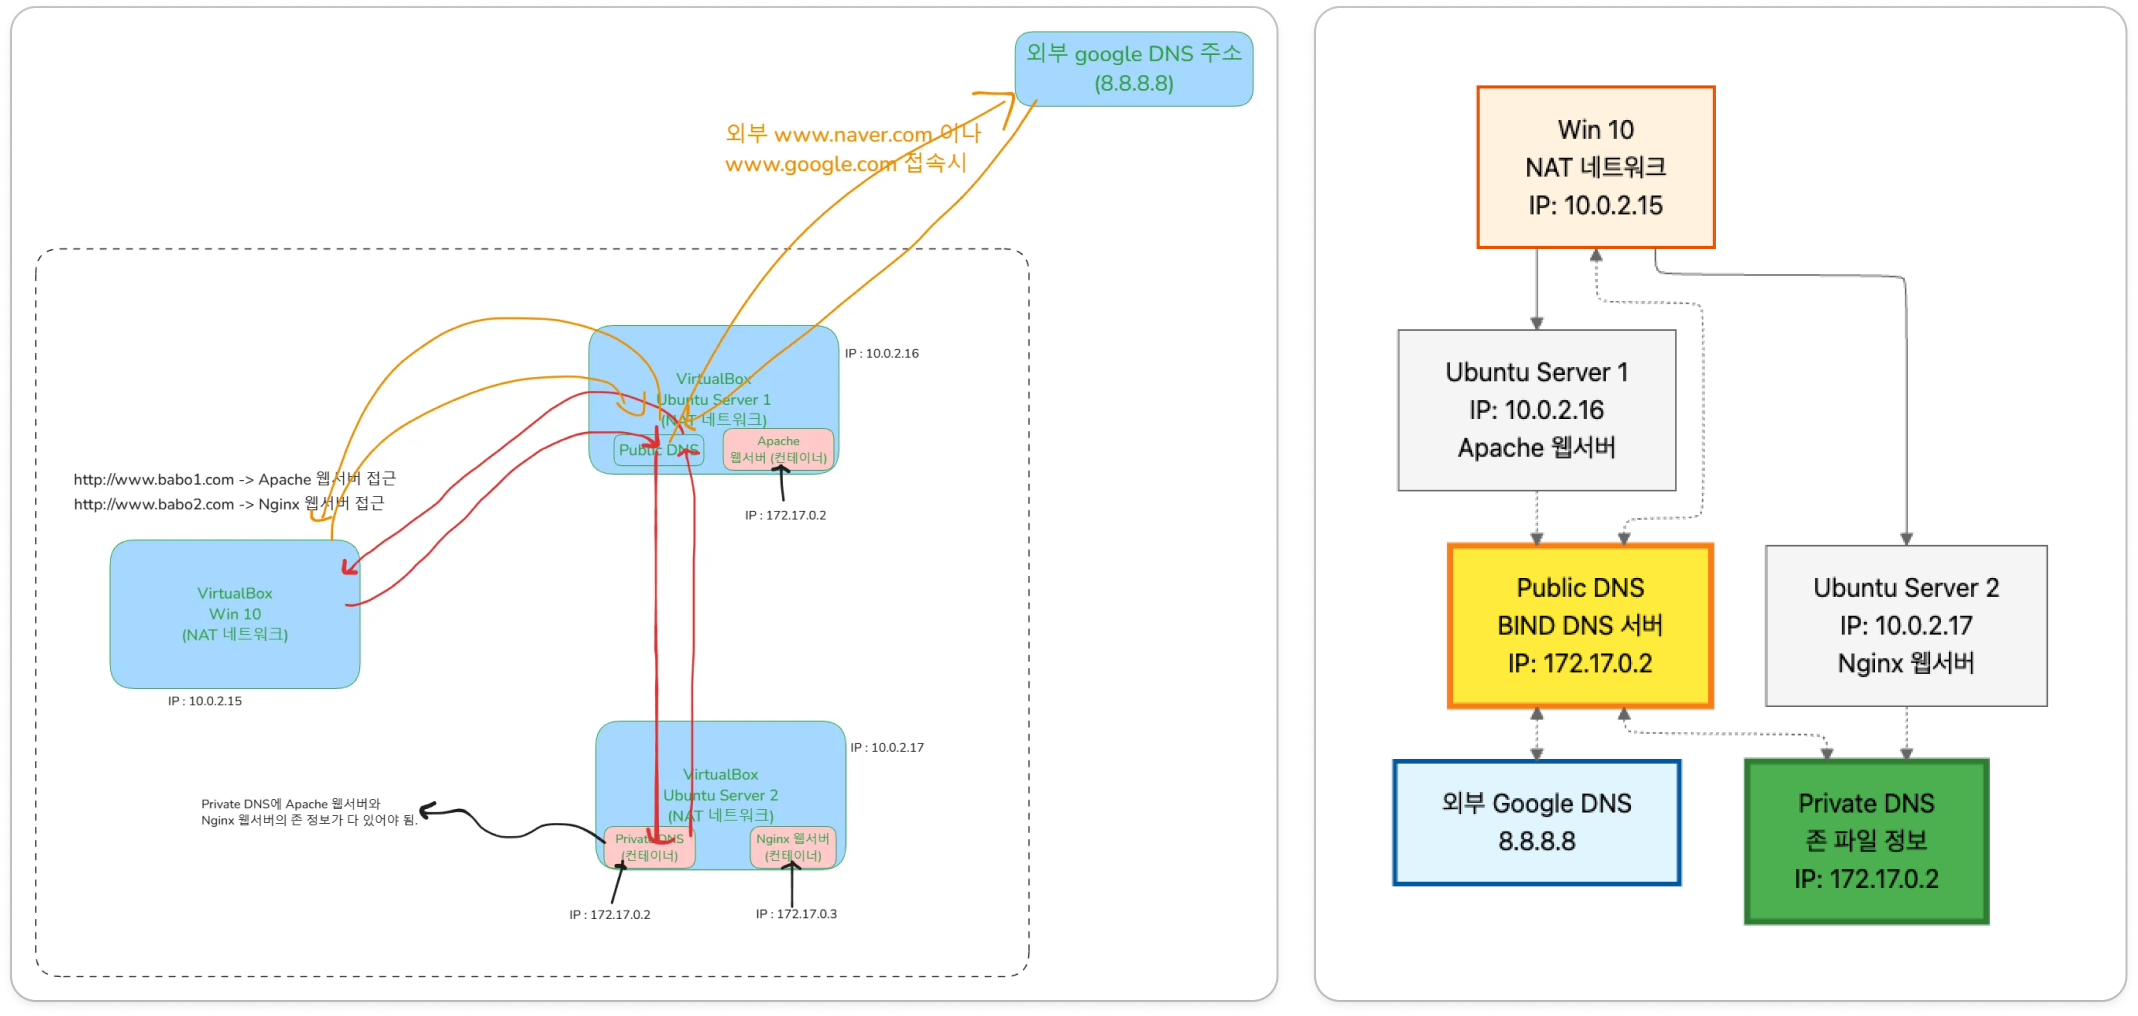 외부 google DNS 주소
(8.8.8.8)
외부 www.naver.com 이나
www.google.com 접속시
IP : 10.0.2.16
VirtualBox
Ubuntu Server 1
(NAT 네트워크)
Public DNS
Apache
웹서버 (컨테이너)
IP : 172.17.0.2
http://www.babo1.com -> Apache 웹서버 접근
http://www.babo2.com -> Nginx 웹서버 접근
VirtualBox
Win 10
(NAT 네트워크)
IP : 10.0.2.15
IP : 10.0.2.17
VirtualBox
Ubuntu Server 2
(NAT 네트워크)
Private DNS에 Apache 웹서버와
Nginx 웹서버의 존 정보가 다 있어야 됨.
Private DNS
(컨테이너)
Nginx 웹서버
(컨테이너)
IP : 172.17.0.2
IP : 172.17.0.3
Win 10
NAT 네트워크
IP: 10.0.2.15
Ubuntu Server 1
IP: 10.0.2.16
Apache 웹서버
Public DNS
BIND DNS 서버
IP: 172.17.0.2
Ubuntu Server 2
IP: 10.0.2.17
Nginx 웹서버
외부 Google DNS
8.8.8.8
Private DNS
존 파일 정보
IP: 172.17.0.2